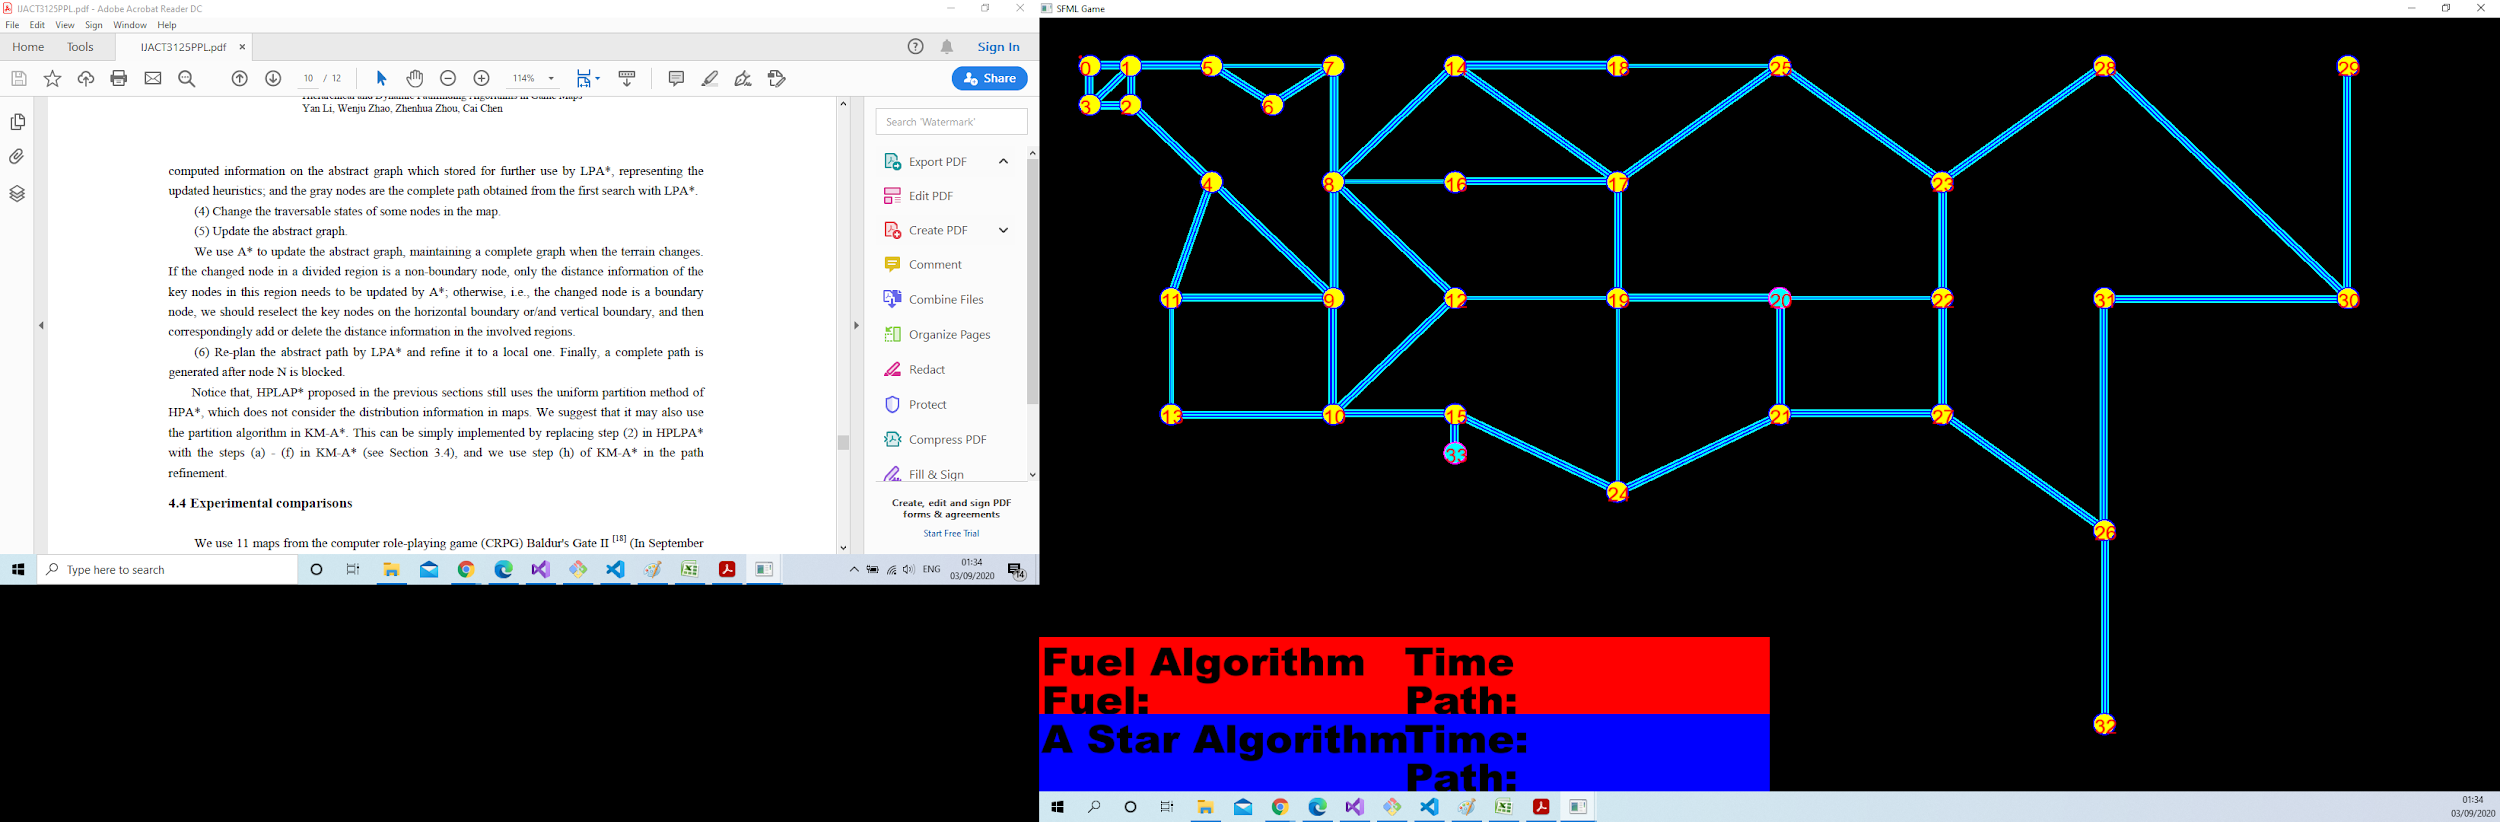 IJACT3125PPL.pdf - Adobe Acrobat Reader DC
File Edit View Sign Window Help
Home Tools IJACT3125PPL.pdf × Sign In
10 / 12 114% Share
Hierarchical and Dynamic Pathfinding Algorithms in Game Maps
Yan Li, Wenju Zhao, Zhenhua Zhou, Cai Chen
computed information on the abstract graph which stored for further use by LPA*, representing the
updated heuristics; and the gray nodes are the complete path obtained from the first search with LPA*.
(4) Change the traversable states of some nodes in the map.
(5) Update the abstract graph.
We use A* to update the abstract graph, maintaining a complete graph when the terrain changes.
If the changed node in a divided region is a non-boundary node, only the distance information of the
key nodes in this region needs to be updated by A*; otherwise, i.e., the changed node is a boundary
node, we should reselect the key nodes on the horizontal boundary or/and vertical boundary, and then
correspondingly add or delete the distance information in the involved regions.
(6) Re-plan the abstract path by LPA* and refine it to a local one. Finally, a complete path is
generated after node N is blocked.
Notice that, HPLAP* proposed in the previous sections still uses the uniform partition method of
HPA*, which does not consider the distribution information in maps. We suggest that it may also use
the partition algorithm in KM-A*. This can be simply implemented by replacing step (2) in HPLPA*
with the steps (a) - (f) in KM-A* (see Section 3.4), and we use step (h) of KM-A* in the path
refinement.
4.4 Experimental comparisons
We use 11 maps from the computer role-playing game (CRPG) Baldur's Gate II [18] (In September
Search 'Watermark'
Export PDF
Edit PDF
Create PDF
Comment
Combine Files
Organize Pages
Redact
Protect
Compress PDF
Fill & Sign
Create, edit and sign PDF
forms & agreements
Start Free Trial
Type here to search
ENG
01:34
03/09/2020
14
SFML Game
0 1 5 7 14 18 25 28 29
3 2 6
4 8 16 17 23
11 9 12 19 20 22 31 30
13 10 15 21 27
33
24
26
32
Fuel Algorithm Time
Fuel: Path:
A Star Algorithm Time:
Path:
01:34
03/09/2020